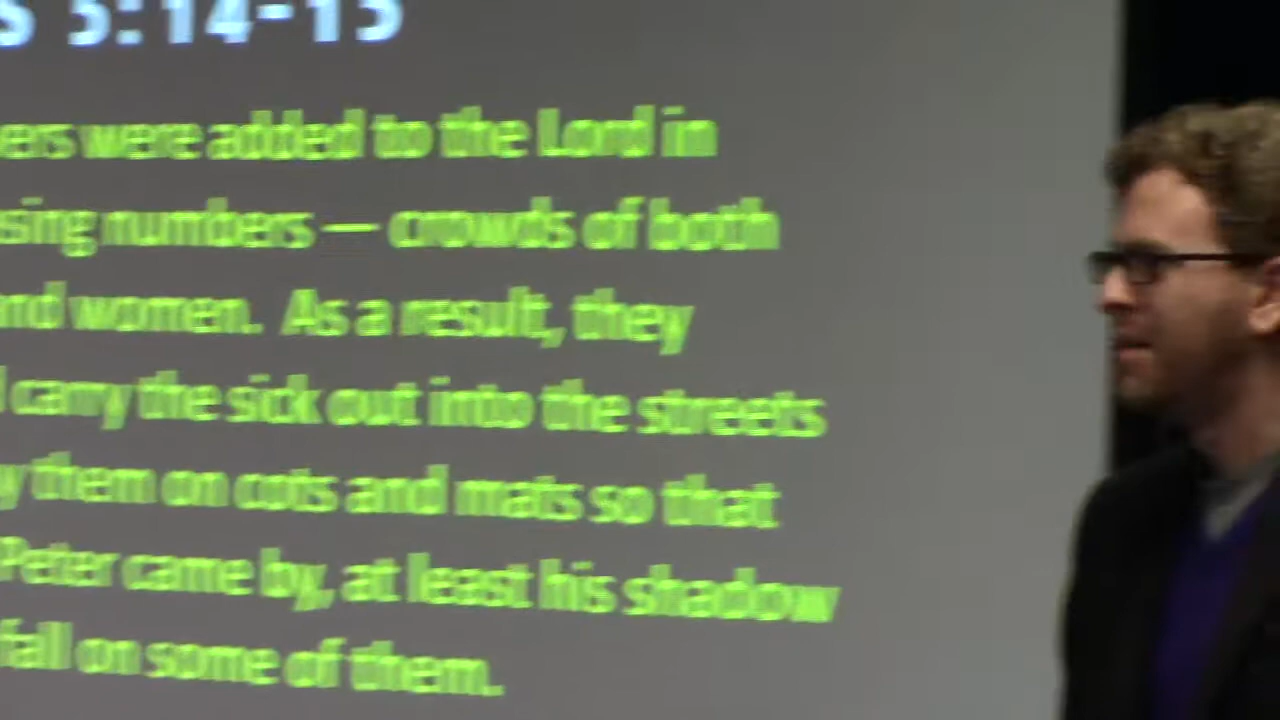 S 5:14-15
ers were added to the Lord in
sing numbers — crowds of both
nd women. As a result, they
carry the sick out into the streets
y them on cots and mats so that
Peter came by, at least his shadow
fall on some of them.